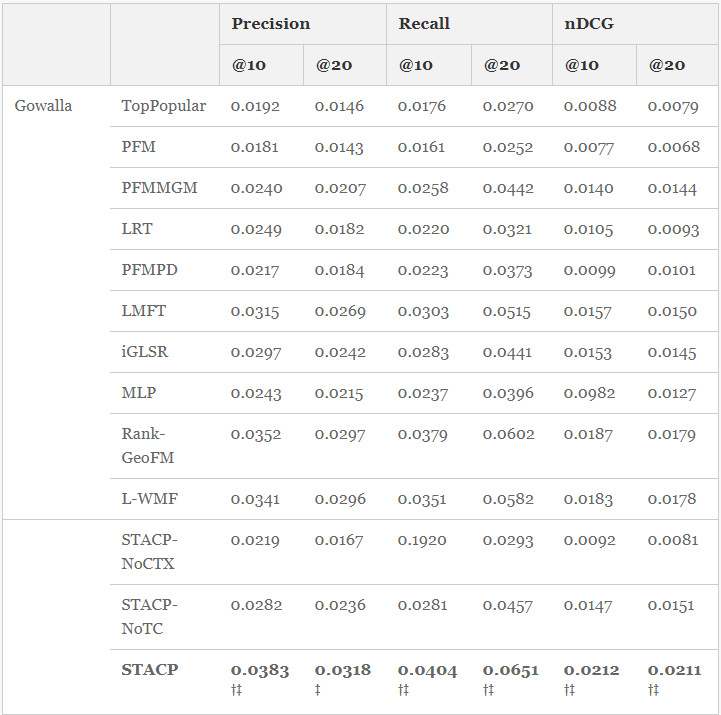 Precision Recall nDCG
@10 @20 @10 @20 @10 @20
Gowalla TopPopular 0.0192 0.0146 0.0176 0.0270 0.0088 0.0079
PFM 0.0181 0.0143 0.0161 0.0252 0.0077 0.0068
PFMMGM 0.0240 0.0207 0.0258 0.0442 0.0140 0.0144
LRT 0.0249 0.0182 0.0220 0.0321 0.0105 0.0093
PFMPD 0.0217 0.0184 0.0223 0.0373 0.0099 0.0101
LMFT 0.0315 0.0269 0.0303 0.0515 0.0157 0.0150
iGLSR 0.0297 0.0242 0.0283 0.0441 0.0153 0.0145
MLP 0.0243 0.0215 0.0237 0.0396 0.0982 0.0127
Rank- 0.0352 0.0297 0.0379 0.0602 0.0187 0.0179
GeoFM
L-WMF 0.0341 0.0296 0.0351 0.0582 0.0183 0.0178
STACP- 0.0219 0.0167 0.1920 0.0293 0.0092 0.0081
NoCTX
STACP- 0.0282 0.0236 0.0281 0.0457 0.0147 0.0151
NoTC
STACP 0.0383 0.0318 0.0404 0.0651 0.0212 0.0211
†‡ ‡ †‡ †‡ †‡ †‡